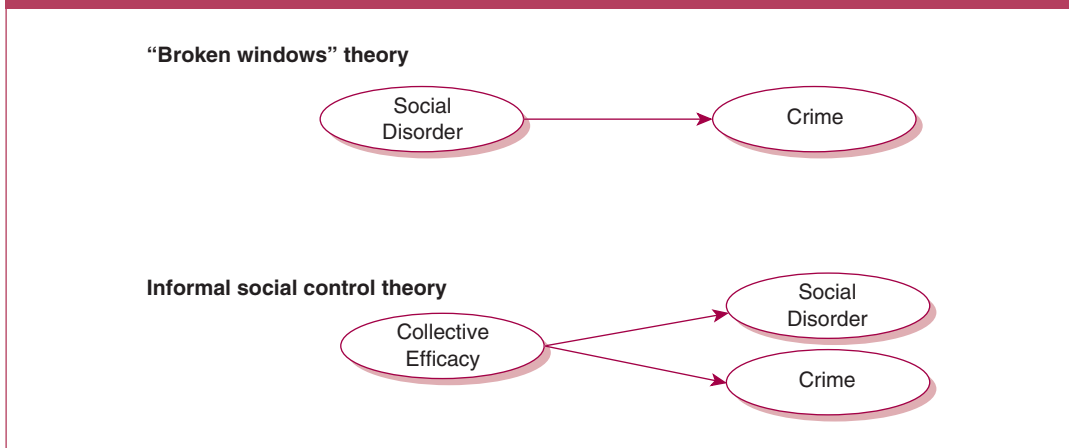 “Broken windows” theory
Social
Disorder
Crime
Informal social control theory
Social
Disorder
Collective
Efficacy
Crime